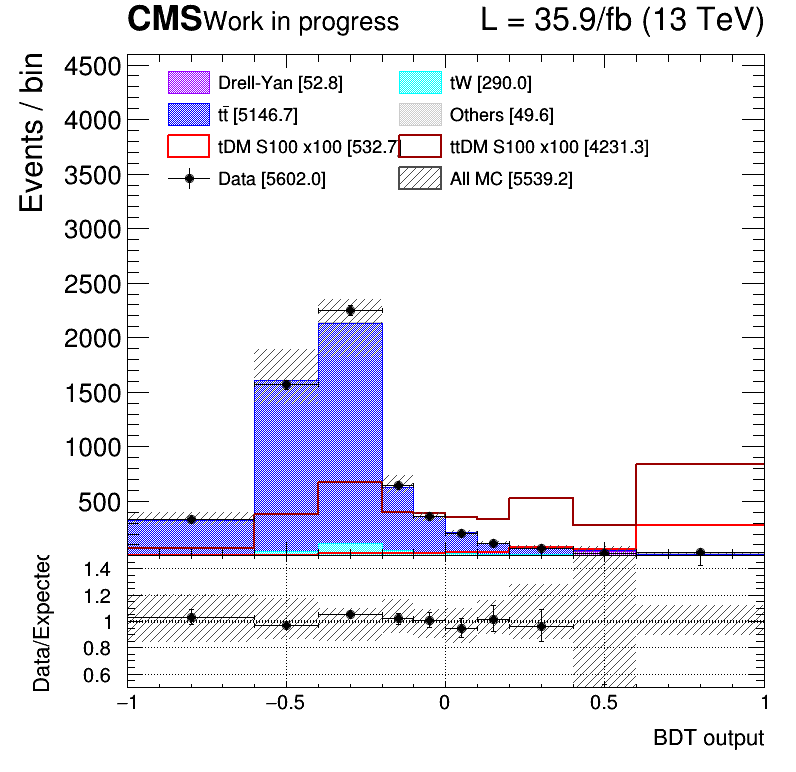 CMS Work in progress L = 35.9/fb (13 TeV)
Events / bin
4500
4000
3500
3000
2500
2000
1500
1000
500
Drell-Yan [52.8] tW [290.0]
tt̄ [5146.7] Others [49.6]
tDM S100 x100 [532.7] ttDM S100 x100 [4231.3]
Data [5602.0] All MC [5539.2]
Data/Expected
1.4
1.2
1
0.8
0.6
−1 −0.5 0 0.5 1
BDT output